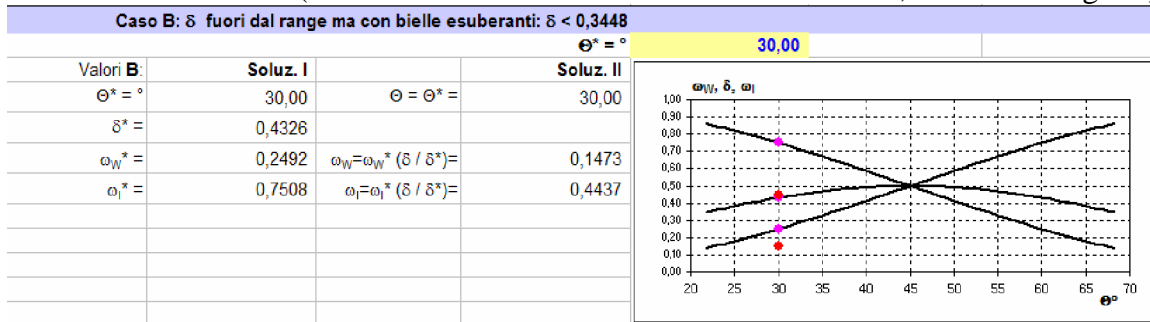 Caso B: δ fuori dal range ma con bielle esuberanti: δ < 0,3448
Θ* = ° 30,00
Valori B: Soluz. I Soluz. II
Θ* = ° 30,00 Θ = Θ* = 30,00
δ* = 0,4326
ωW* = 0,2492 ωW=ωW* (δ / δ*)= 0,1473
ωI* = 0,7508 ωI=ωI* (δ / δ*)= 0,4437
ωW, δ, ωI
1,00
0,90
0,80
0,70
0,60
0,50
0,40
0,30
0,20
0,10
0,00
20 25 30 35 40 45 50 55 60 65 70
Θº